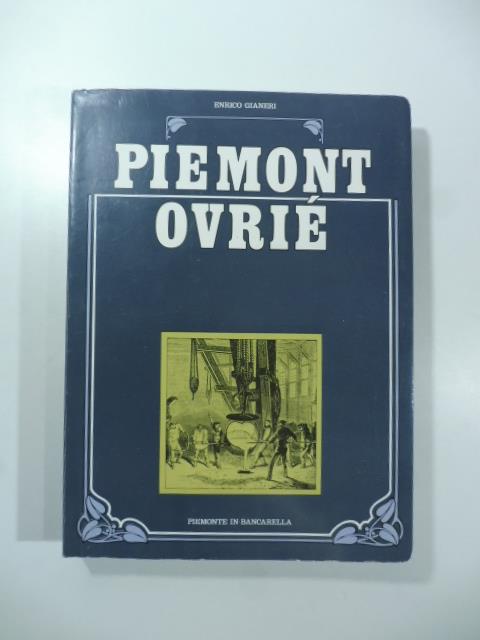 ENRICO GIANERI
PIEMONT
OVRIÉ
PIEMONTE IN BANCARELLA